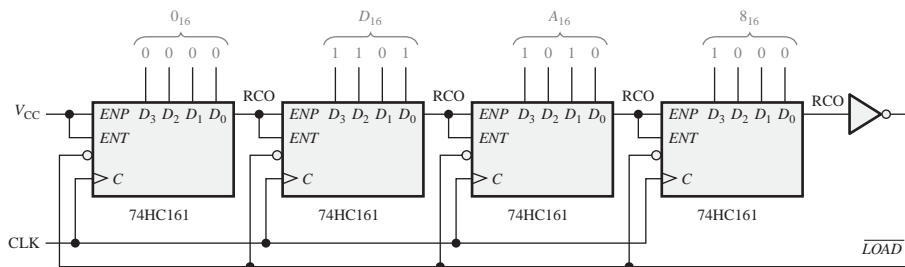 0₁₆ D₁₆ A₁₆ 8₁₆
0 0 0 0 1 1 0 1 1 0 1 0 1 0 0 0
RCO RCO RCO RCO
V_CC ENP D₃ D₂ D₁ D₀ ENP D₃ D₂ D₁ D₀ ENP D₃ D₂ D₁ D₀ ENP D₃ D₂ D₁ D₀
ENT ENT ENT ENT
C C C C
74HC161 74HC161 74HC161 74HC161
CLK L̅O̅A̅D̅